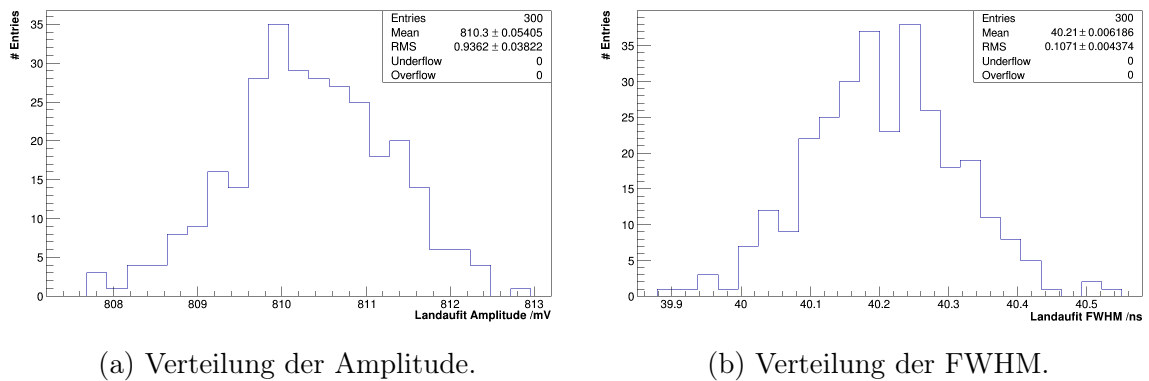 # Entries
35
30
25
20
15
10
5
0
Entries 300
Mean 810.3 ± 0.05405
RMS 0.9362 ± 0.03822
Underflow 0
Overflow 0
808 809 810 811 812 813
Landaufit Amplitude /mV
(a) Verteilung der Amplitude.
# Entries
35
30
25
20
15
10
5
0
Entries 300
Mean 40.21 ± 0.006186
RMS 0.1071 ± 0.004374
Underflow 0
Overflow 0
39.9 40 40.1 40.2 40.3 40.4 40.5
Landaufit FWHM /ns
(b) Verteilung der FWHM.